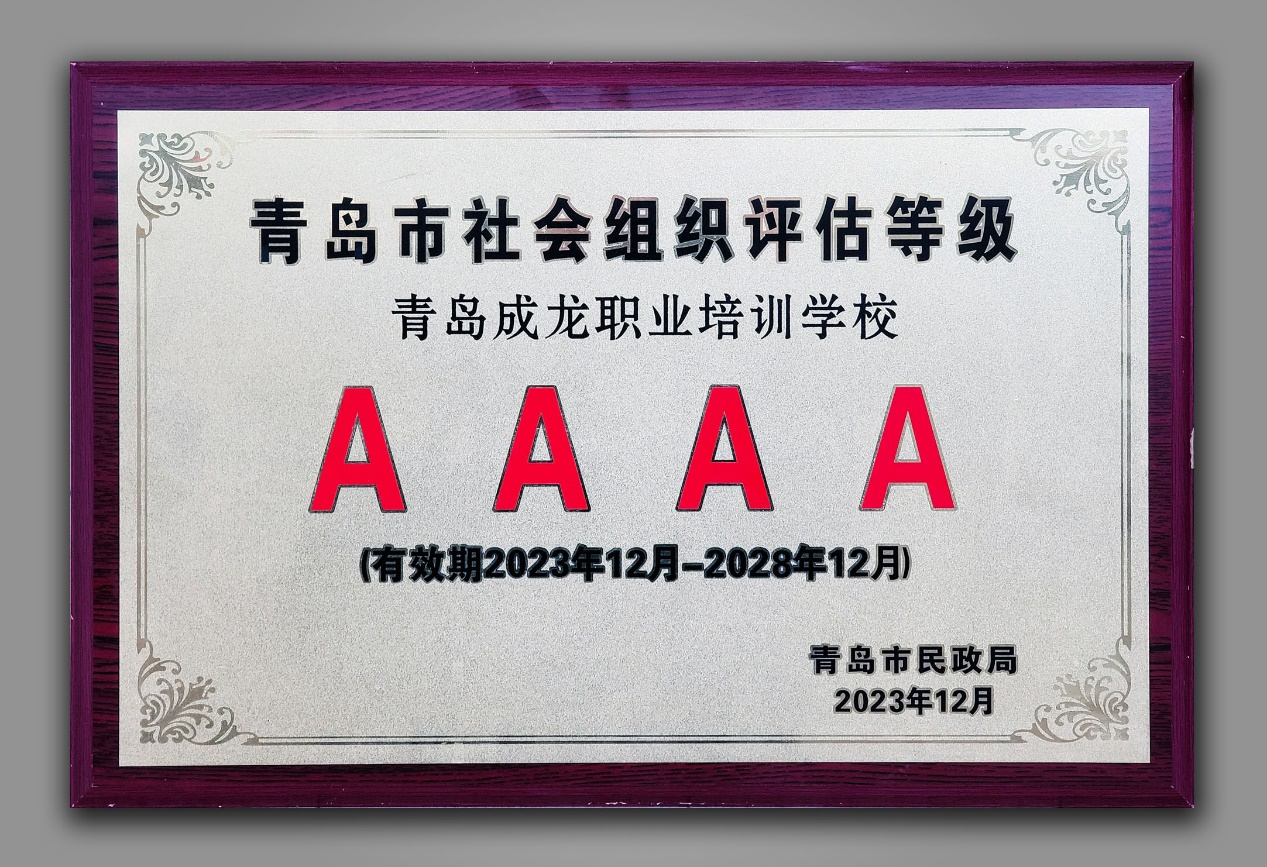 青岛市社会组织评估等级
青岛成龙职业培训学校
A A A A
(有效期2023年12月-2028年12月)
青岛市民政局
2023年12月